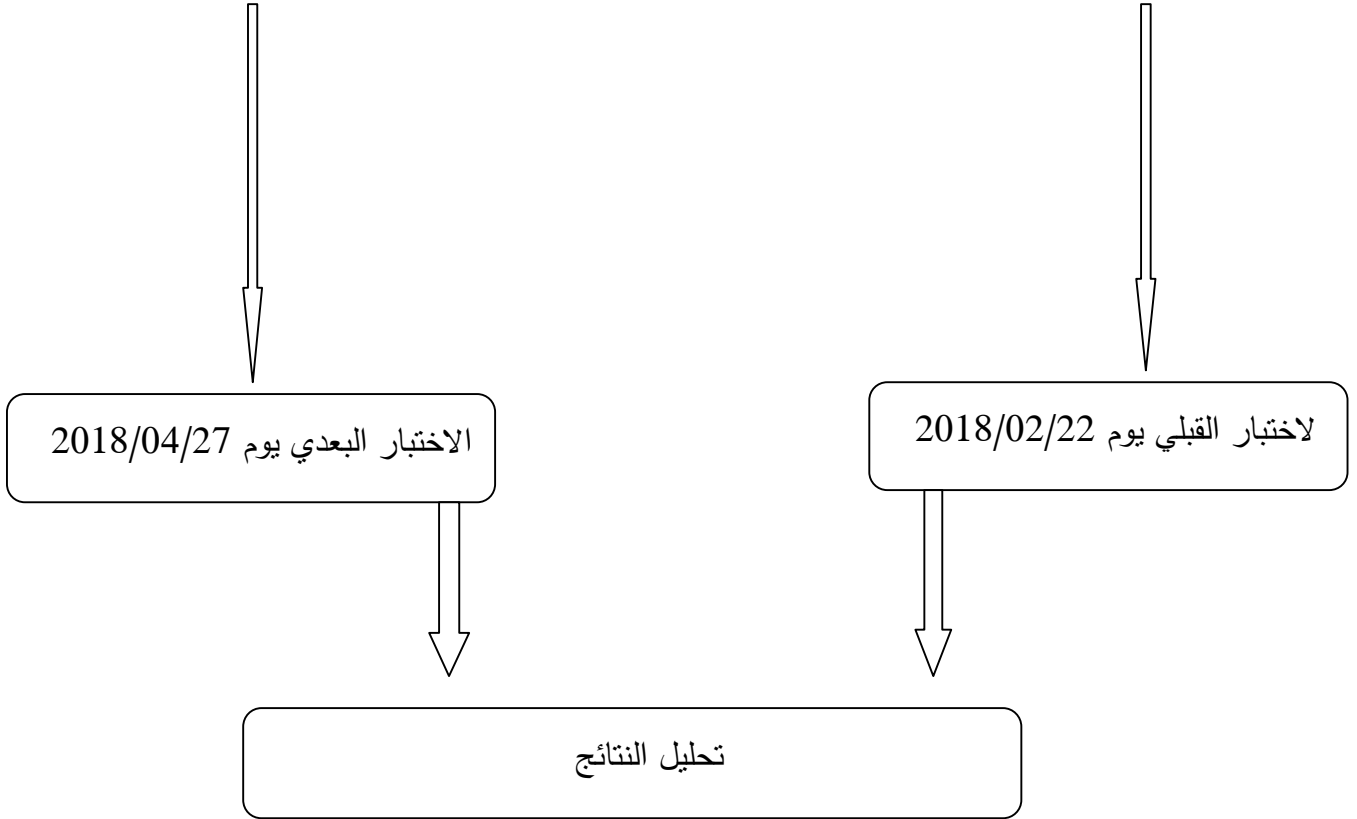 لاختبار القبلي يوم 2018/02/22
الاختبار البعدي يوم 2018/04/27
تحليل النتائج